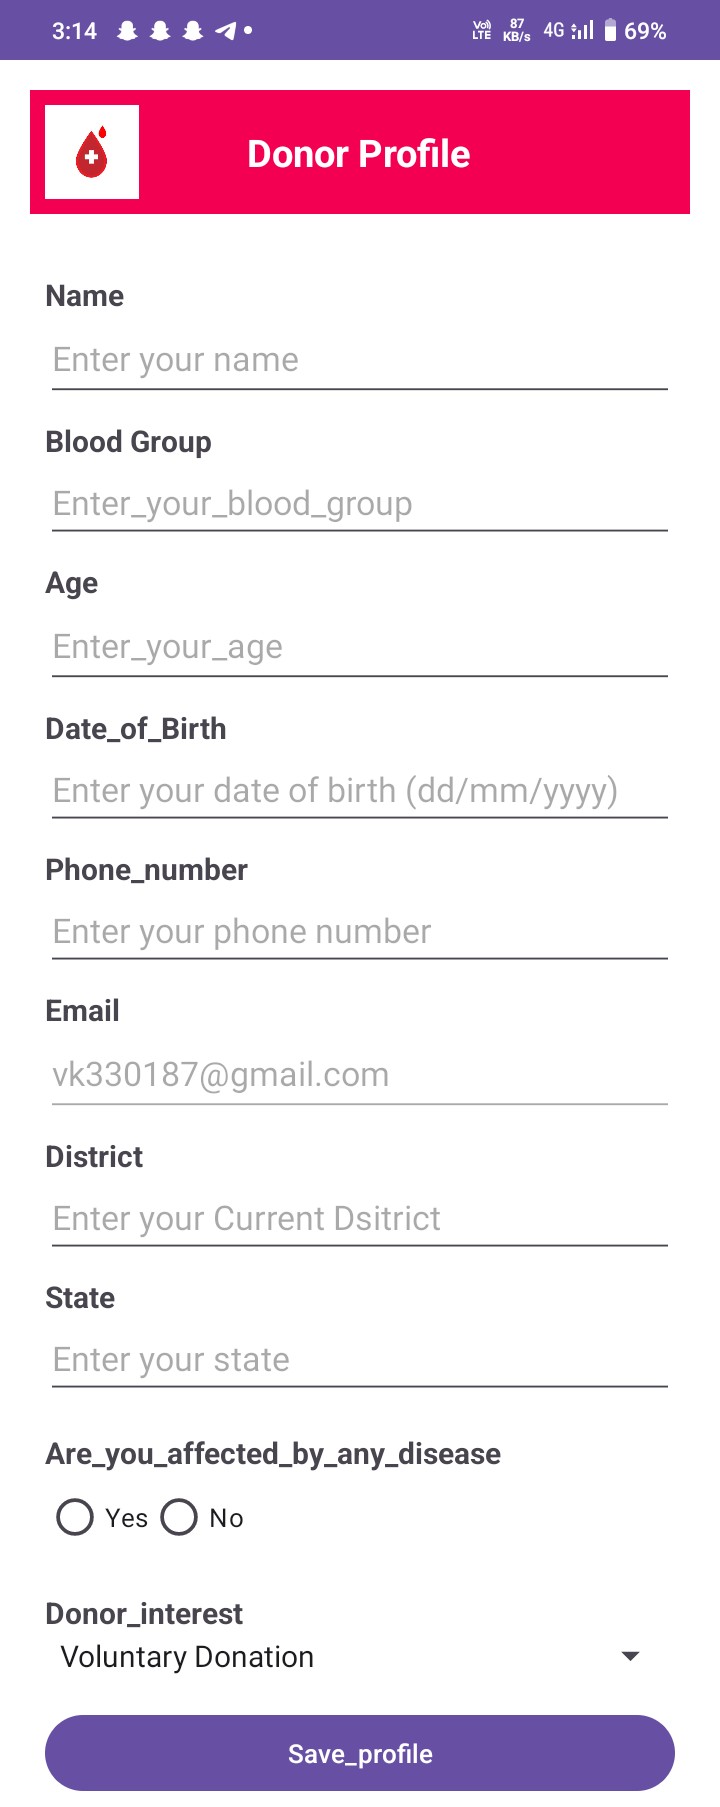 3:14 Vo)) LTE 87 KB/s 4G 69%
Donor Profile
Name
Enter your name
Blood Group
Enter_your_blood_group
Age
Enter_your_age
Date_of_Birth
Enter your date of birth (dd/mm/yyyy)
Phone_number
Enter your phone number
Email
vk330187@gmail.com
District
Enter your Current Dsitrict
State
Enter your state
Are_you_affected_by_any_disease
Yes No
Donor_interest
Voluntary Donation
Save_profile